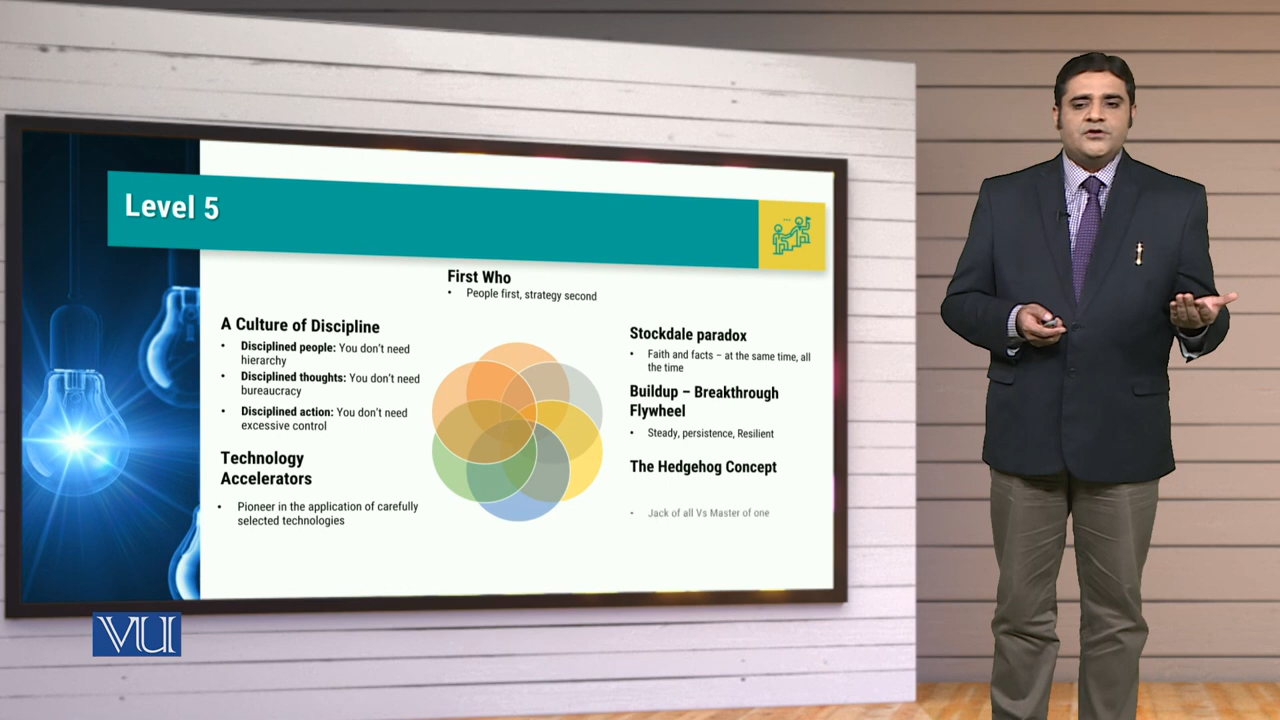 Level 5
First Who
• People first, strategy second
A Culture of Discipline
• Disciplined people: You don't need
hierarchy
• Disciplined thoughts: You don't need
bureaucracy
• Disciplined action: You don't need
excessive control
Technology
Accelerators
• Pioneer in the application of carefully
selected technologies
Stockdale paradox
• Faith and facts – at the same time, all
the time
Buildup – Breakthrough
Flywheel
• Steady, persistence, Resilient
The Hedgehog Concept
• Jack of all Vs Master of one
VU